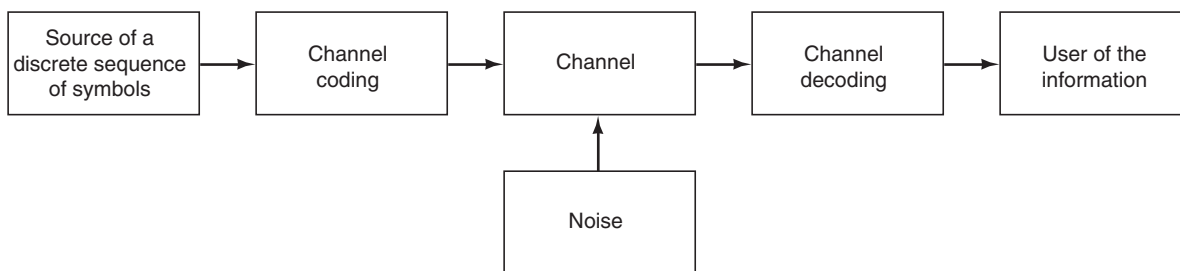 Source of a
discrete sequence
of symbols
Channel
coding
Channel
Channel
decoding
User of the
information
Noise